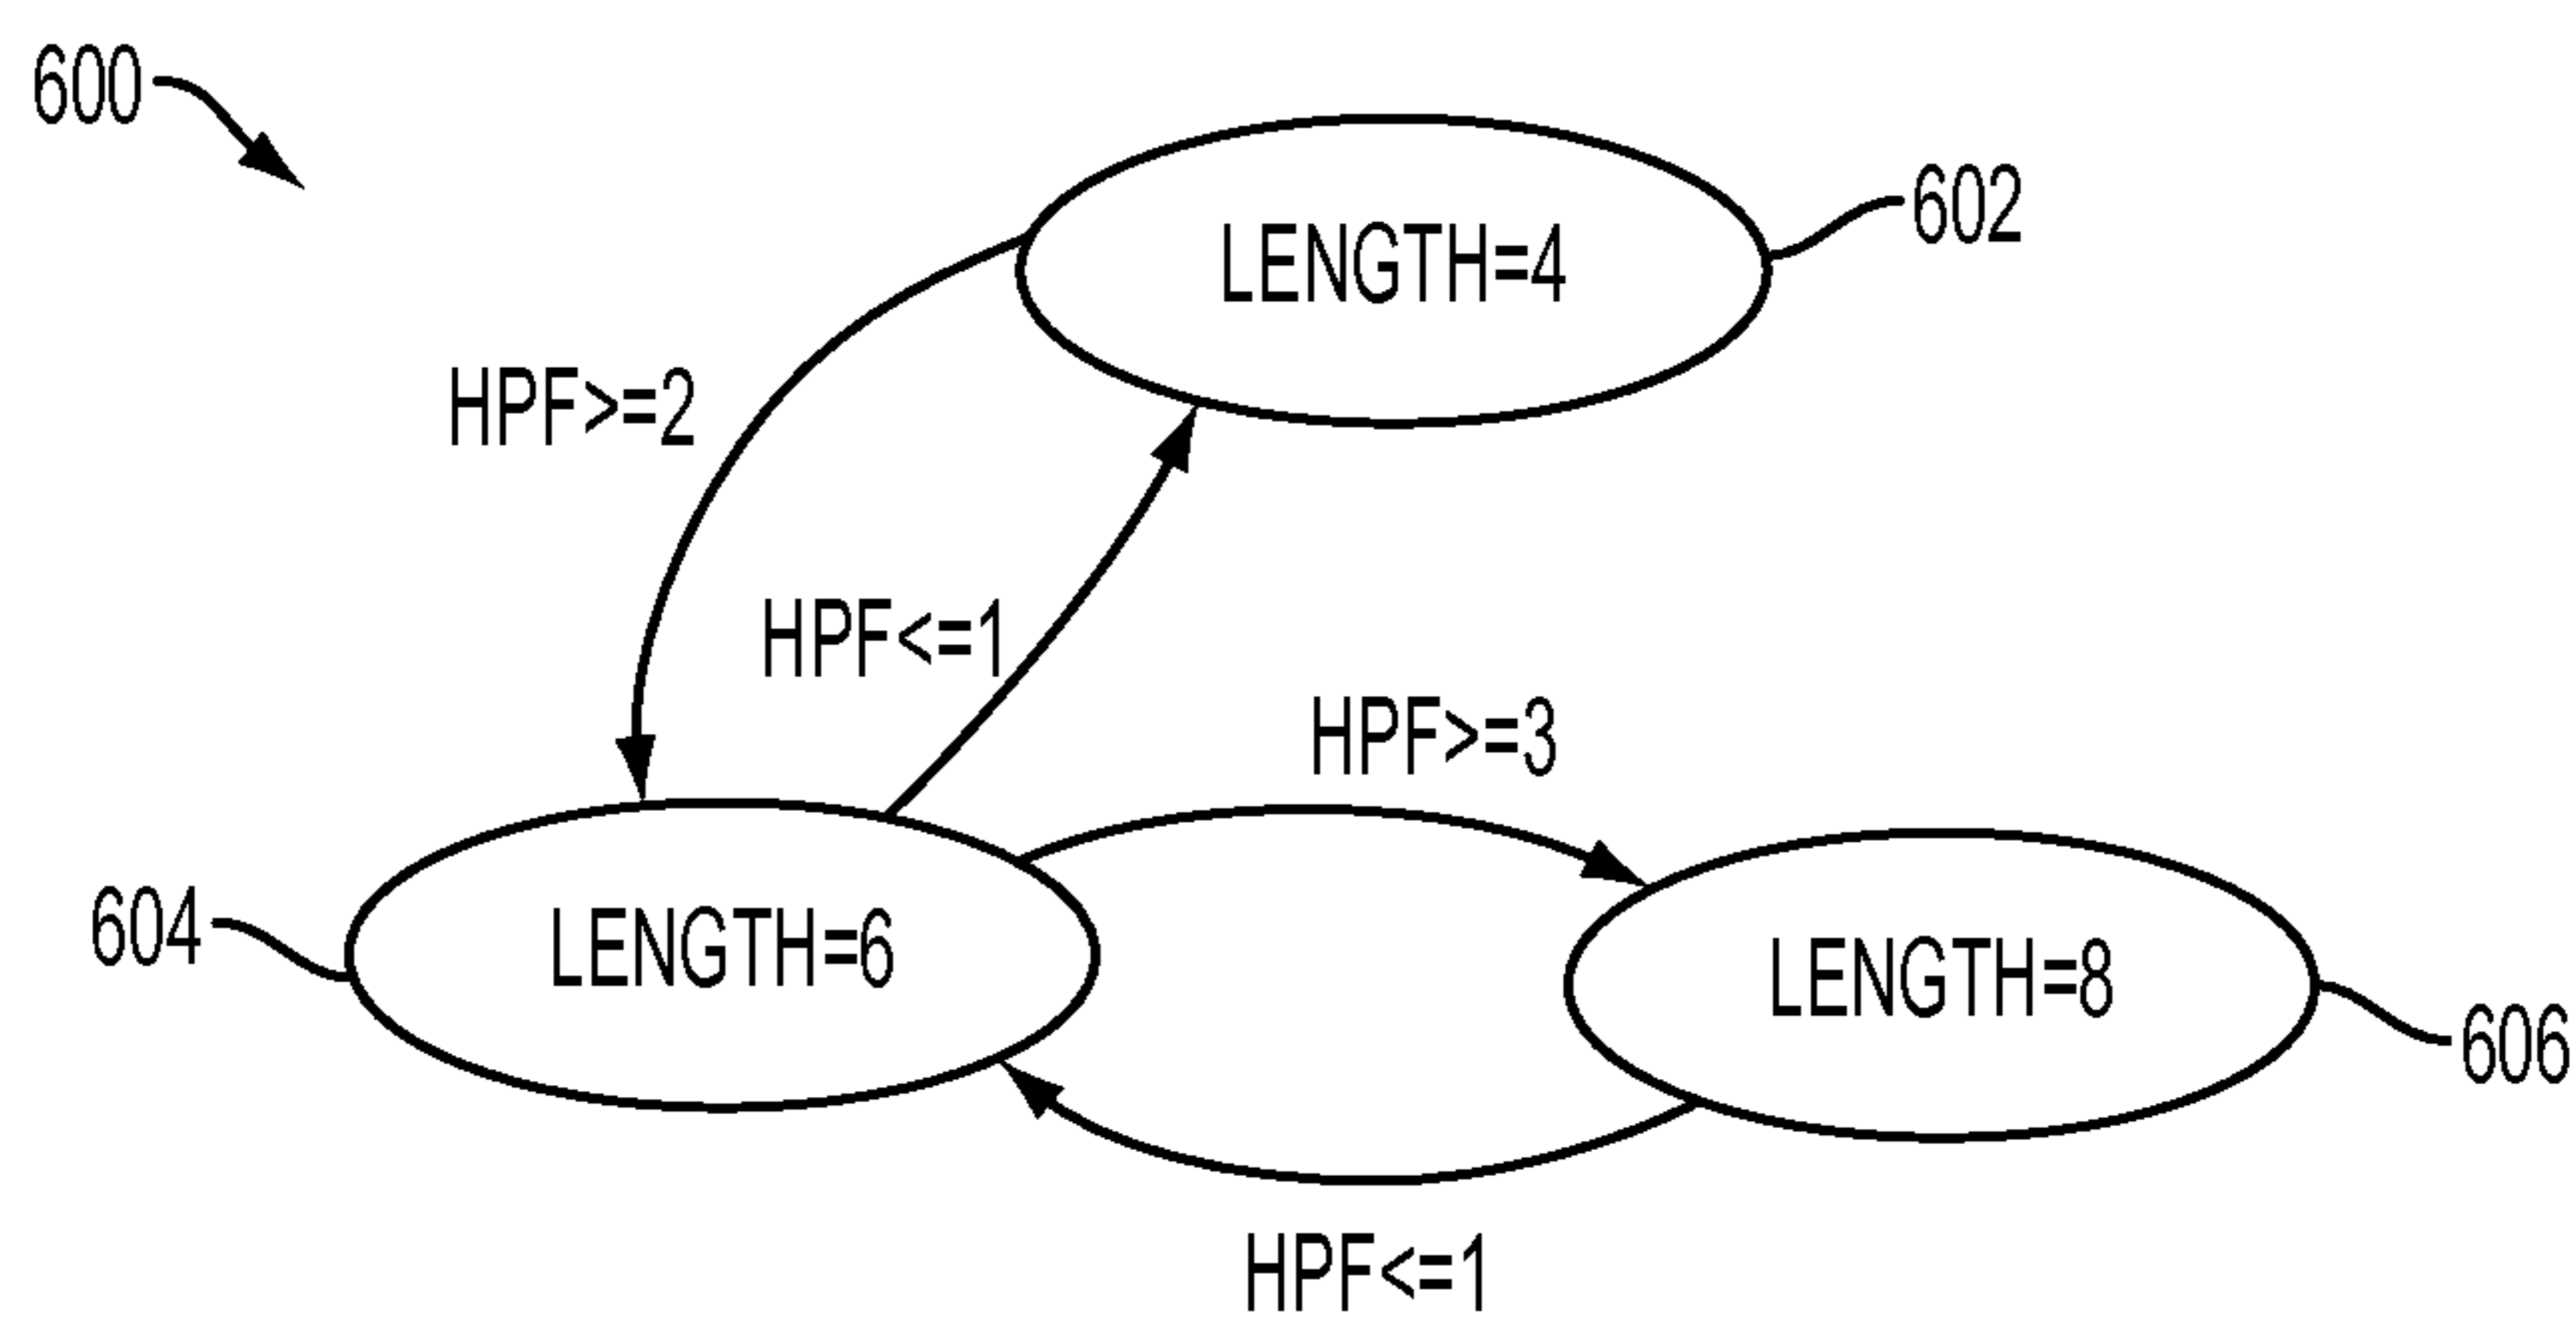 600
602
LENGTH=4
HPF>=2
HPF<=1
HPF>=3
604
LENGTH=6
LENGTH=8
606
HPF<=1